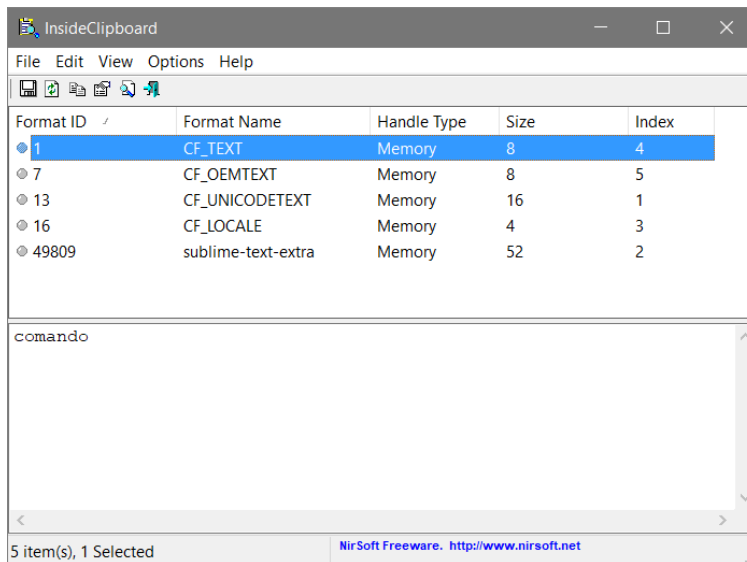 InsideClipboard
File Edit View Options Help
Format ID Format Name Handle Type Size Index
1 CF_TEXT Memory 8 4
7 CF_OEMTEXT Memory 8 5
13 CF_UNICODETEXT Memory 16 1
16 CF_LOCALE Memory 4 3
49809 sublime-text-extra Memory 52 2
comando
5 item(s), 1 Selected NirSoft Freeware. http://www.nirsoft.net